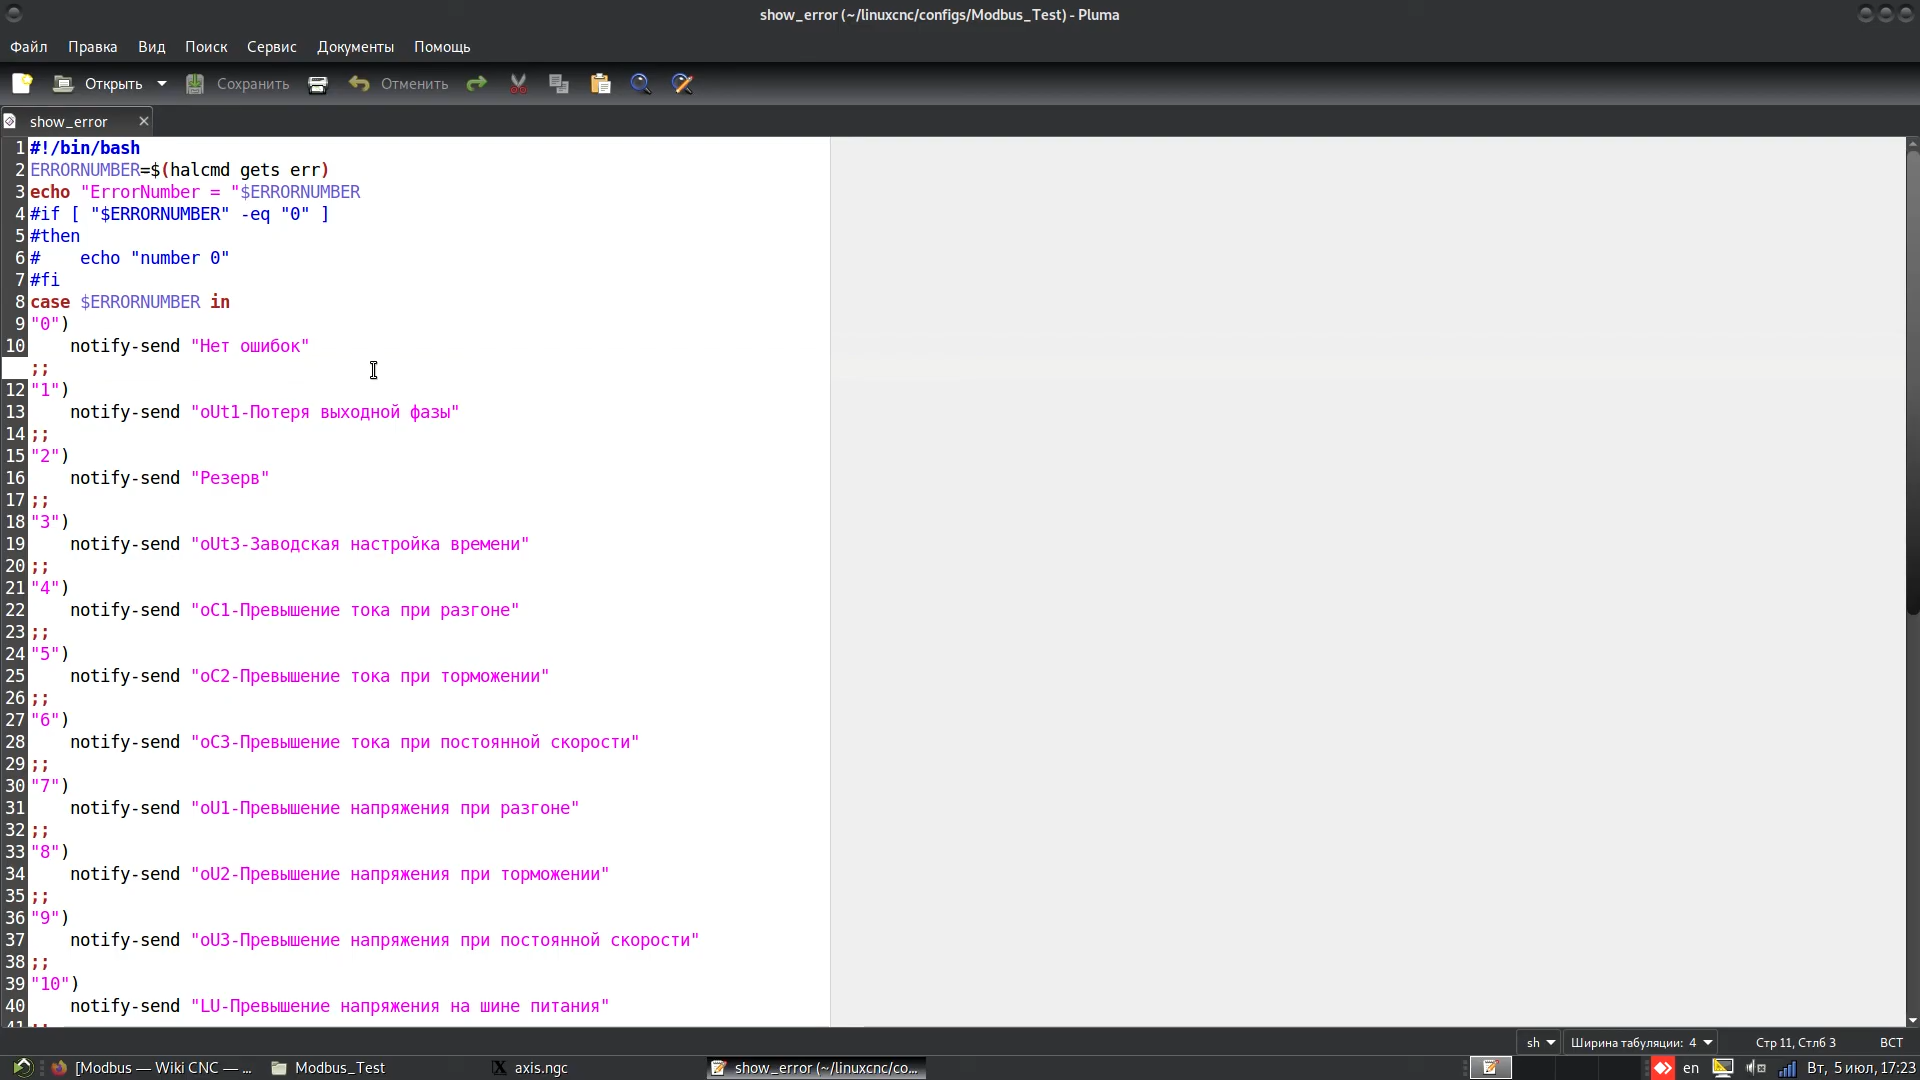 show_error (~/linuxcnc/configs/Modbus_Test) - Pluma
Файл Правка Вид Поиск Сервис Документы Помощь
Открыть Сохранить Отменить
show_error
1 #!/bin/bash
2 ERRORNUMBER=$(halcmd gets err)
3 echo "ErrorNumber = "$ERRORNUMBER
4 #if [ "$ERRORNUMBER" -eq "0" ]
5 #then
6 #    echo "number 0"
7 #fi
8 case $ERRORNUMBER in
9 "0")
10     notify-send "Нет ошибок"
;;
12 "1")
13     notify-send "oUt1-Потеря выходной фазы"
14 ;;
15 "2")
16     notify-send "Резерв"
17 ;;
18 "3")
19     notify-send "oUt3-Заводская настройка времени"
20 ;;
21 "4")
22     notify-send "oC1-Превышение тока при разгоне"
23 ;;
24 "5")
25     notify-send "oC2-Превышение тока при торможении"
26 ;;
27 "6")
28     notify-send "oC3-Превышение тока при постоянной скорости"
29 ;;
30 "7")
31     notify-send "oU1-Превышение напряжения при разгоне"
32 ;;
33 "8")
34     notify-send "oU2-Превышение напряжения при торможении"
35 ;;
36 "9")
37     notify-send "oU3-Превышение напряжения при постоянной скорости"
38 ;;
39 "10")
40     notify-send "LU-Превышение напряжения на шине питания"
41 ;;
sh Ширина табуляции: 4 Стр 11, Стлб 3 ВСТ
[Modbus — Wiki CNC — ... Modbus_Test axis.ngc show_error (~/linuxcnc/co... en Вт, 5 июл, 17:23